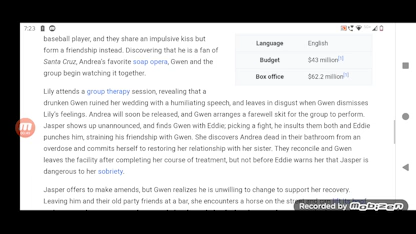 7:23
baseball player, and they share an impulsive kiss but
form a friendship instead. Discovering that he is a fan of
Santa Cruz, Andrea's favorite soap opera, Gwen and the
group begin watching it together.
Language English
Budget $43 million[1]
Box office $62.2 million[2]
Lily attends a group therapy session, revealing that a
drunken Gwen ruined her wedding with a humiliating speech, and leaves in disgust when Gwen dismisses
Lily's feelings. Andrea will soon be released, and Gwen arranges a farewell skit for the group to perform.
Jasper shows up unannounced, and finds Gwen with Eddie; picking a fight, he insults them both and Eddie
punches him, straining his friendship with Gwen. She discovers Andrea dead in their bathroom from an
overdose and commits herself to restoring her relationship with her sister. They reconcile and Gwen
leaves the facility after completing her course of treatment, but not before Eddie warns her that Jasper is
dangerous to her sobriety.
Jasper offers to make amends, but Gwen realizes he is unwilling to change to support her recovery.
Leaving him and their old party friends at a bar, she encounters a horse on the street and
Recorded by Mobizen